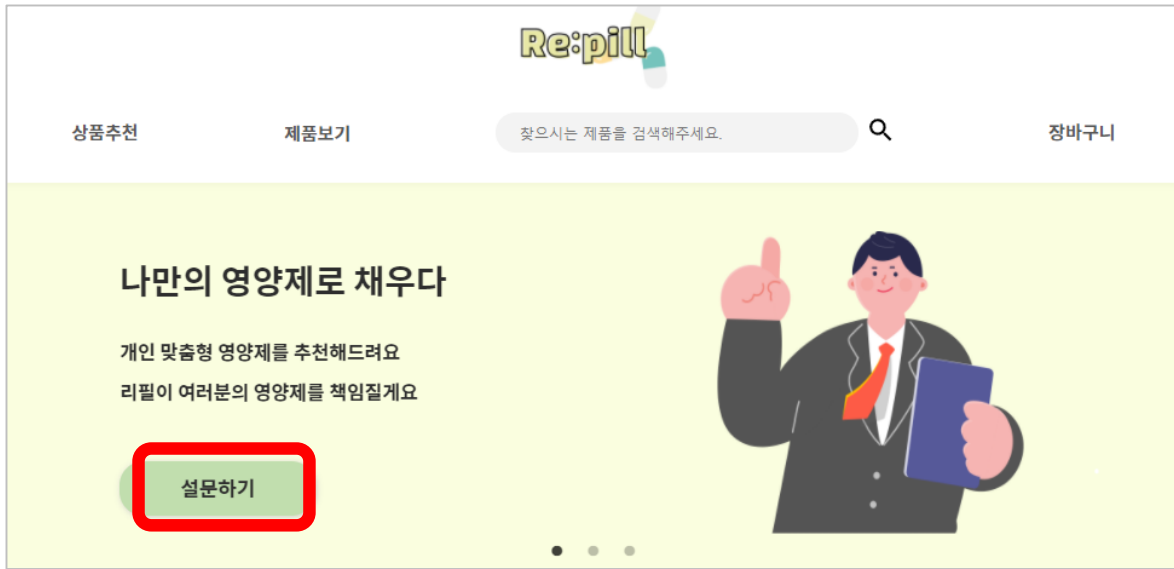 Re:pill
상품추천
제품보기
찾으시는 제품을 검색해주세요.
장바구니
나만의 영양제로 채우다
개인 맞춤형 영양제를 추천해드려요
리필이 여러분의 영양제를 책임질게요
설문하기